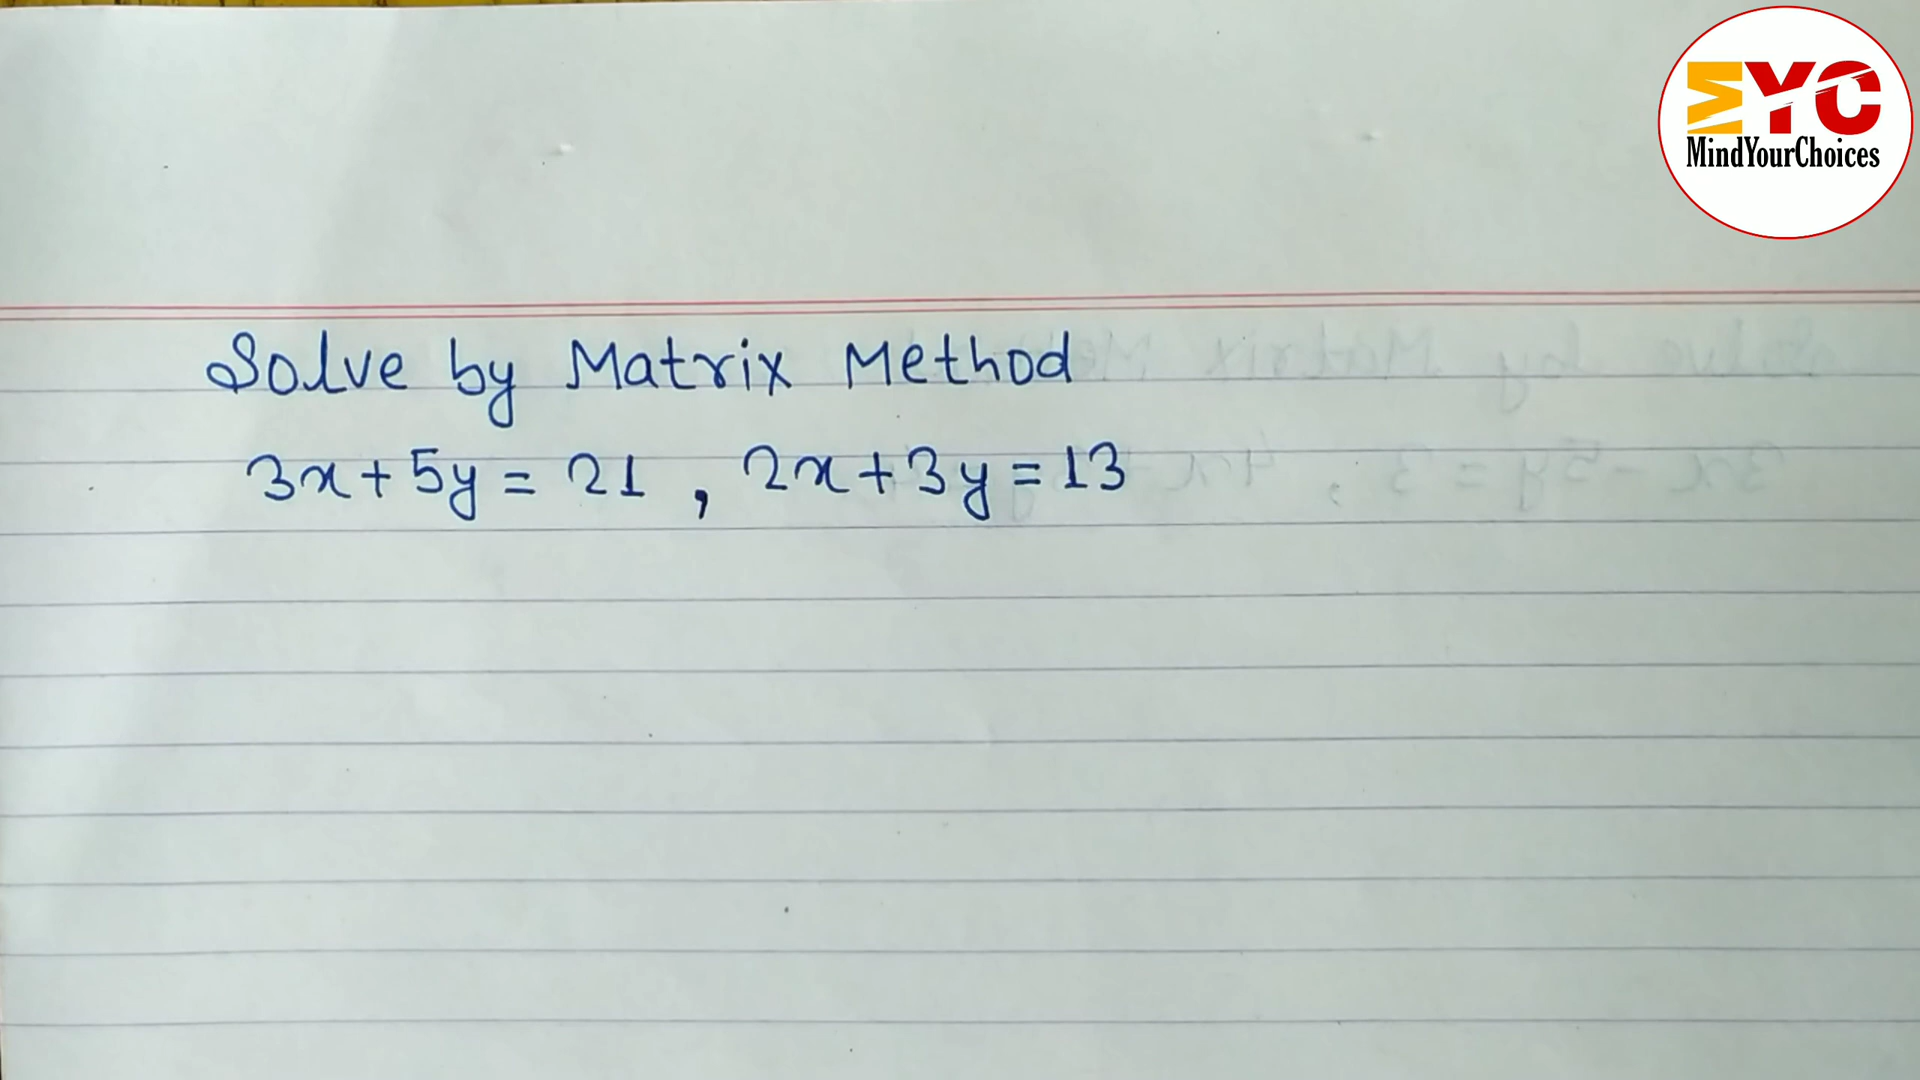 MYC
MindYourChoices
Solve by Matrix Method
3x + 5y = 21 , 2x + 3y = 13